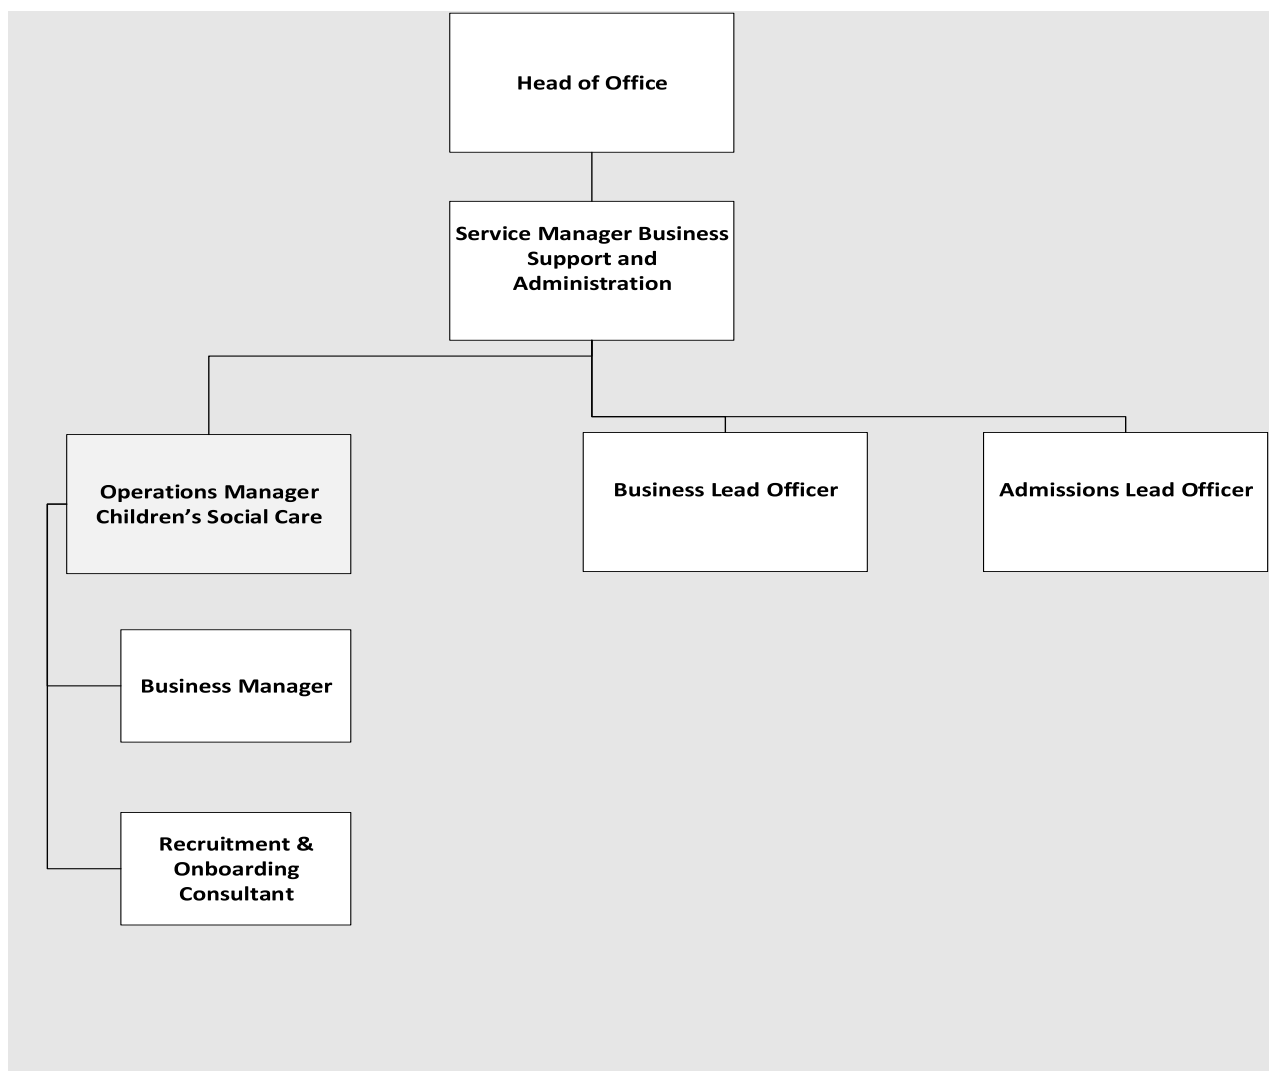 Head of Office
Service Manager Business
Support and
Administration
Operations Manager
Children’s Social Care
Business Lead Officer
Admissions Lead Officer
Business Manager
Recruitment &
Onboarding
Consultant